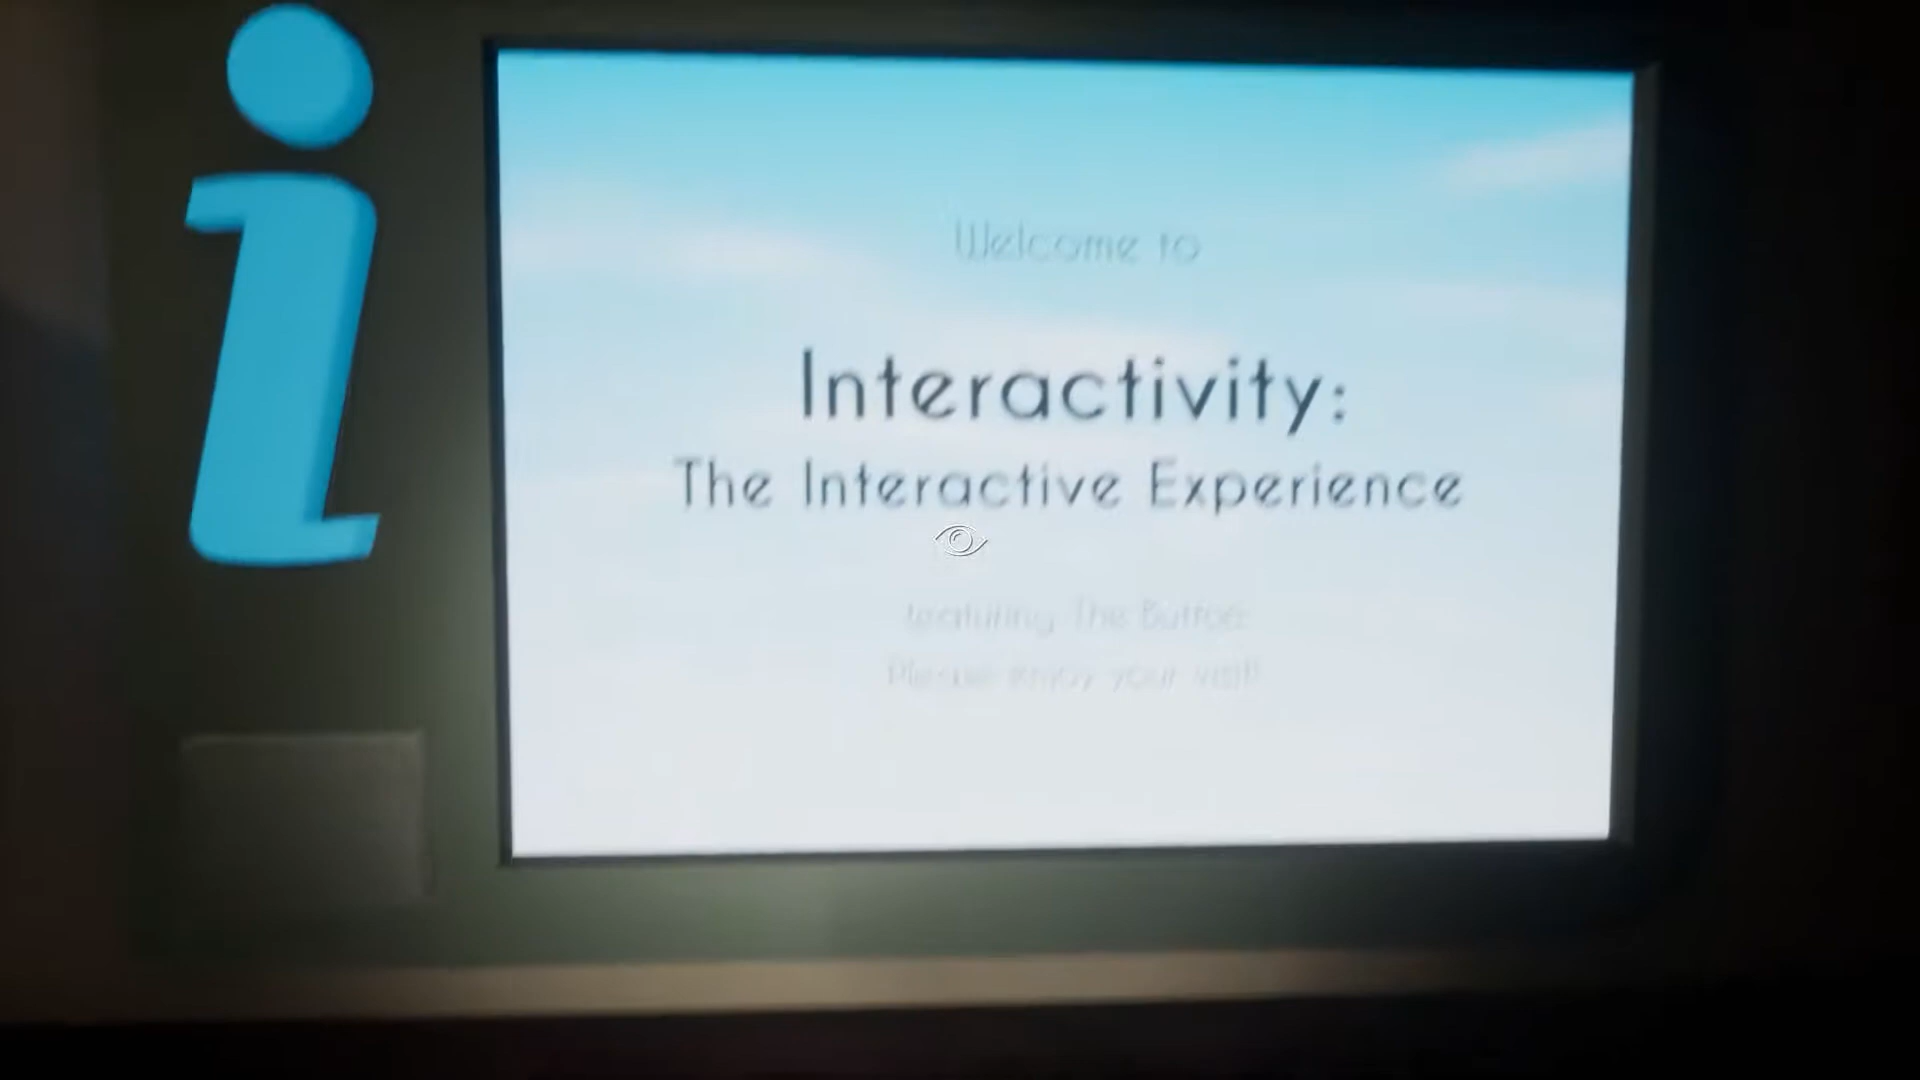 i
Welcome to
Interactivity:
The Interactive Experience
featuring The Button
Please enjoy your visit!